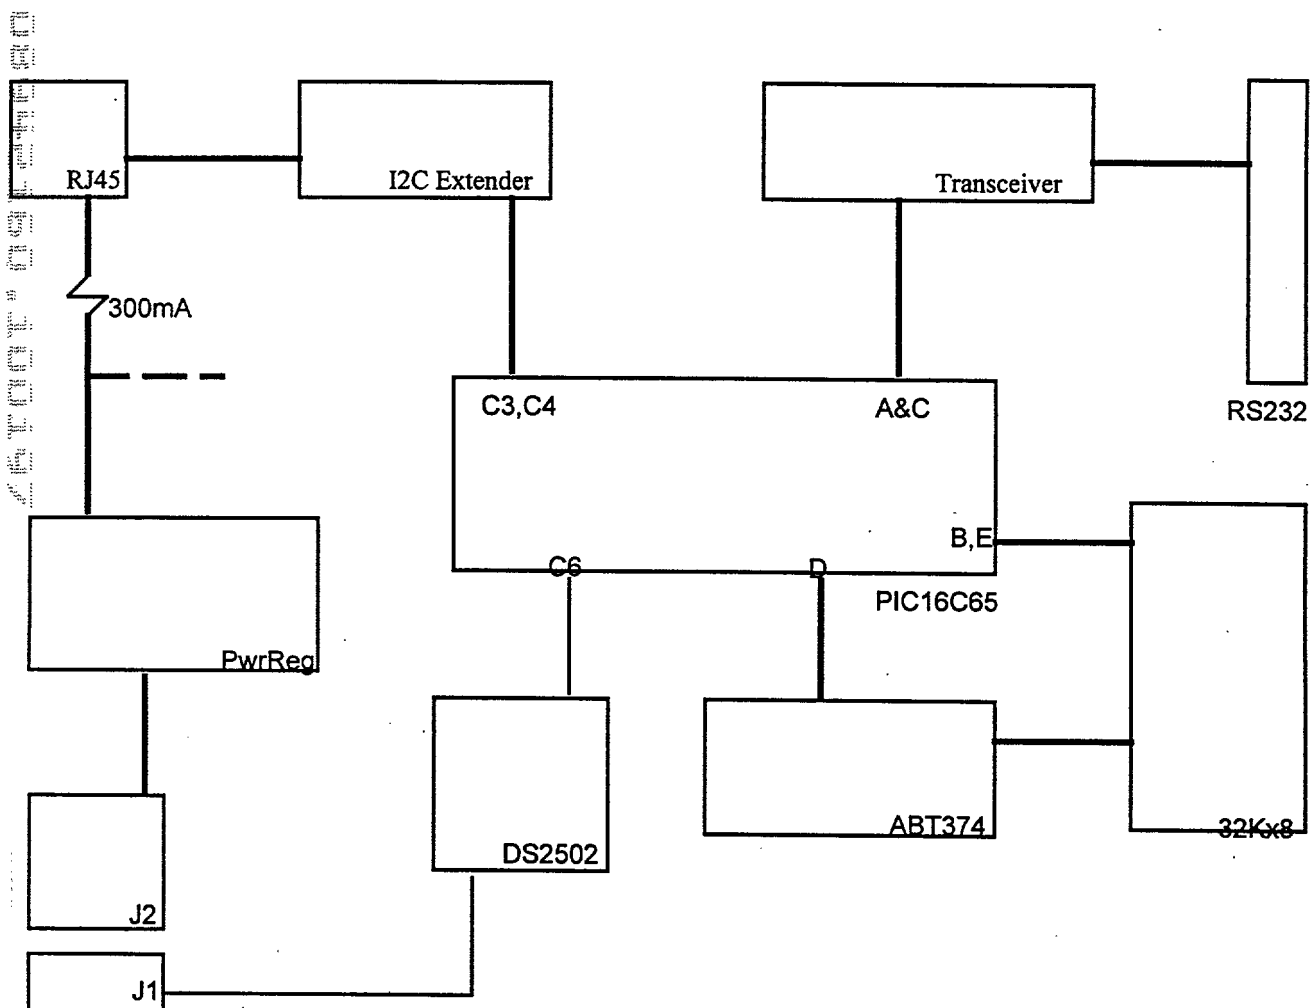 RJ45
I2C Extender
Transceiver
300mA
C3,C4
A&C
RS232
B,E
C6
D
PIC16C65
PwrReg
ABT374
32Kx8
DS2502
J2
J1